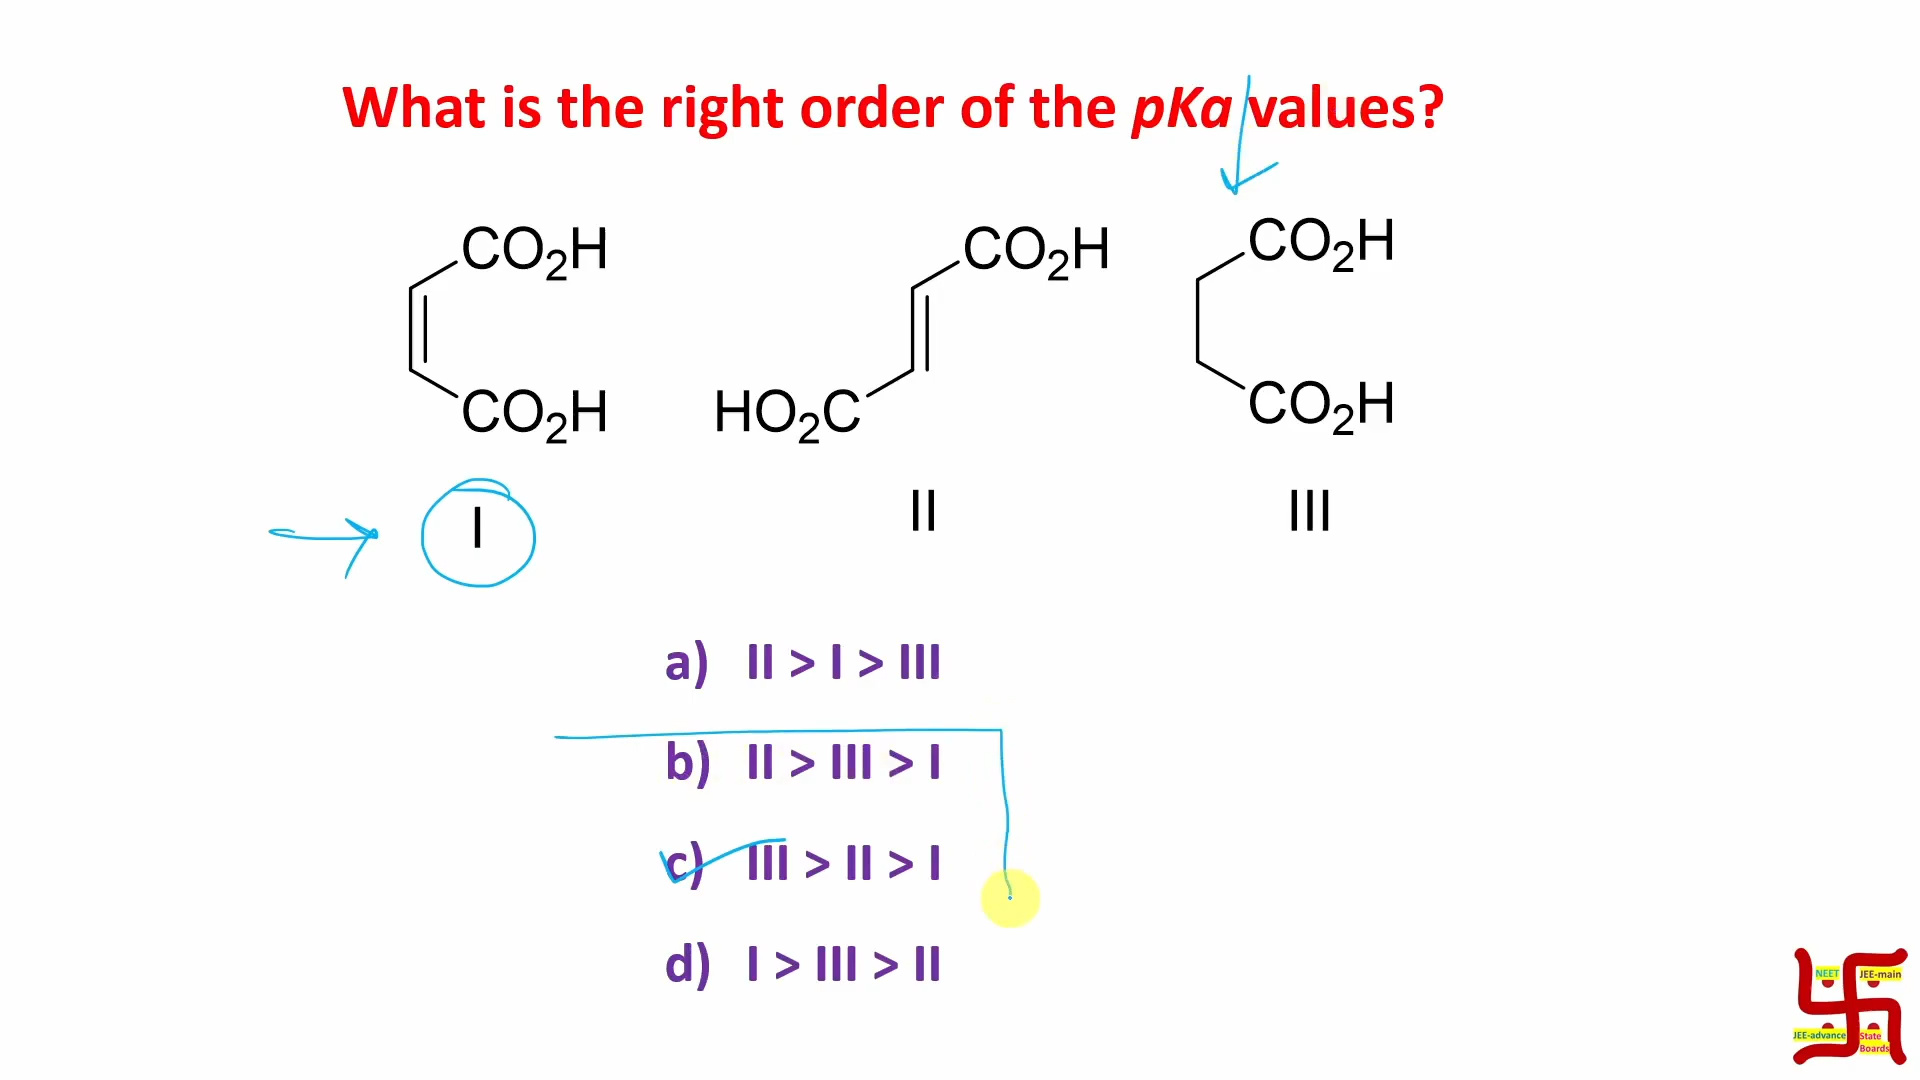 What is the right order of the pKa values?
CO2H CO2H CO2H
CO2H HO2C CO2H
I II III
a) II > I > III
b) II > III > I
c) III > II > I
d) I > III > II
NEET JEE-main
JEE-advance State
Boards